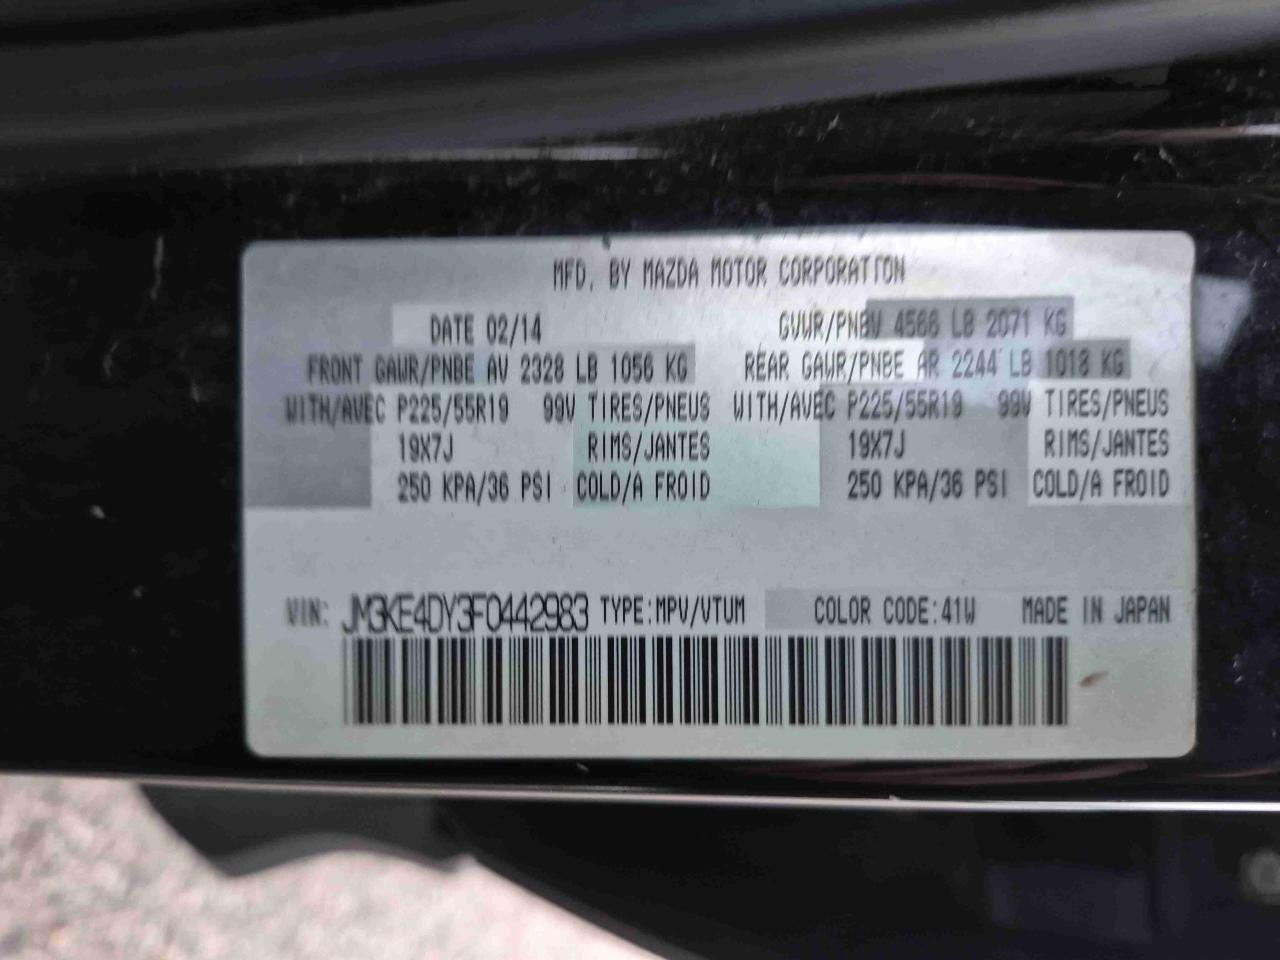 MFD. BY MAZDA MOTOR CORPORATION
DATE 02/14 GVWR/PNBV 4566 LB 2071 KG
FRONT GAWR/PNBE AV 2328 LB 1056 KG REAR GAWR/PNBE AR 2244 LB 1018 KG
WITH/AVEC P225/55R19 99V TIRES/PNEUS WITH/AVEC P225/55R19 99V TIRES/PNEUS
19X7J RIMS/JANTES 19X7J RIMS/JANTES
250 KPA/36 PSI COLD/A FROID 250 KPA/36 PSI COLD/A FROID
VIN: JM3KE4DY3F0442983 TYPE:MPV/VTUM COLOR CODE:41W MADE IN JAPAN